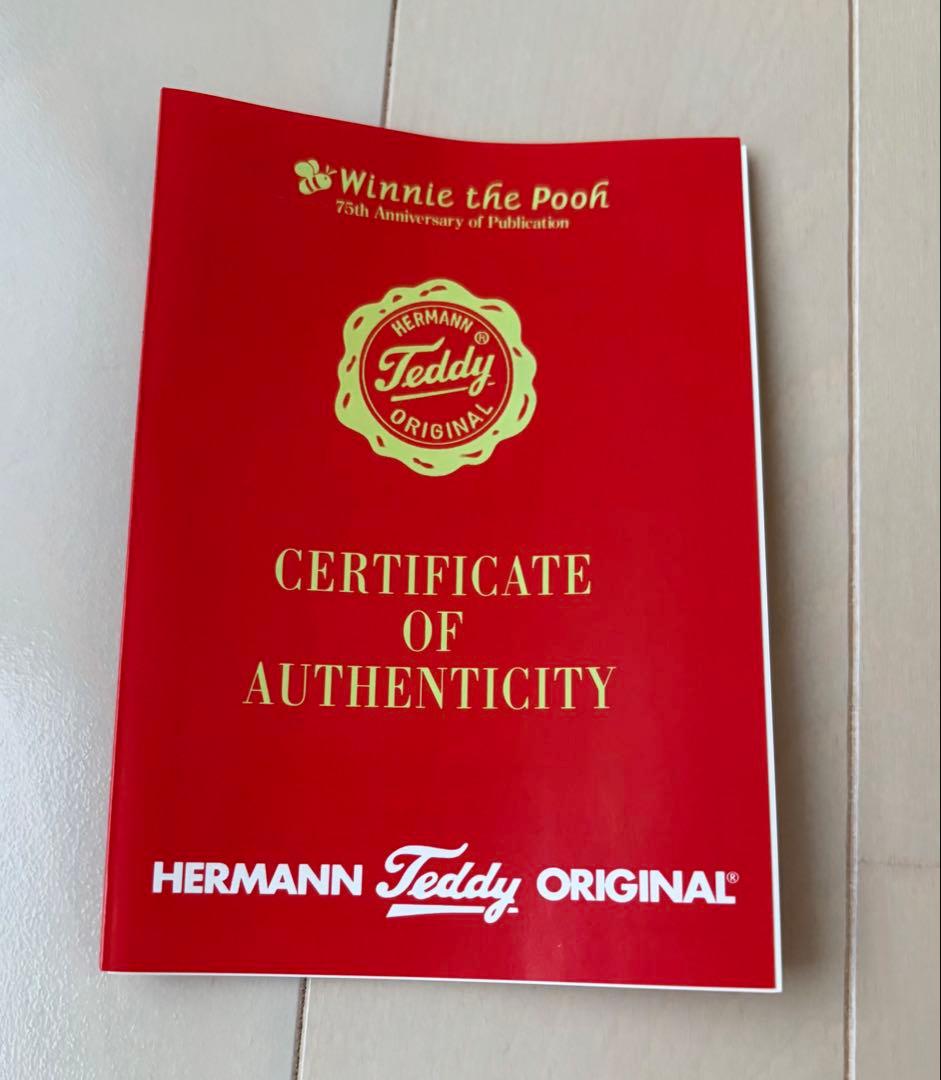 Winnie the Pooh
75th Anniversary of Publication
HERMANN
Teddy®
ORIGINAL
CERTIFICATE
OF
AUTHENTICITY
HERMANN Teddy ORIGINAL®